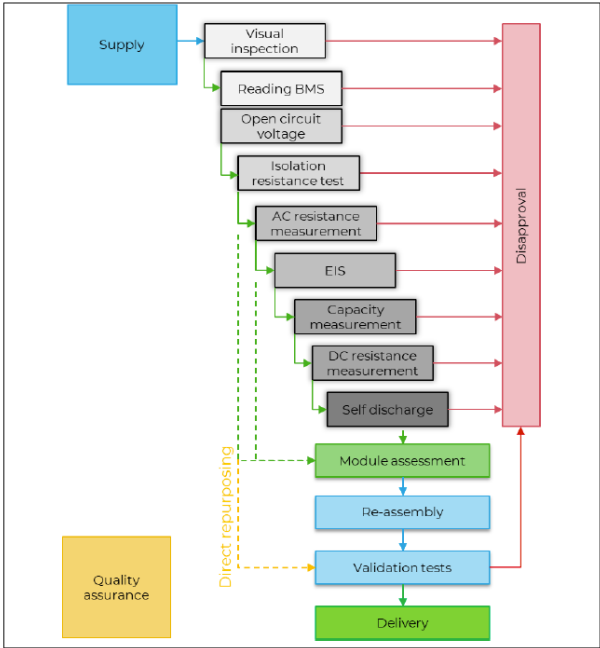 Supply
Visual
inspection
Reading BMS
Open circuit
voltage
Isolation
resistance test
AC resistance
measurement
EIS
Capacity
measurement
DC resistance
measurement
Self discharge
Disapproval
Module assessment
Re-assembly
Direct repurposing
Validation tests
Quality
assurance
Delivery